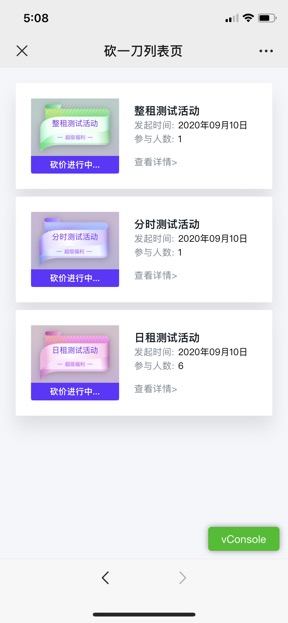 5:08
砍一刀列表页
整租测试活动
超级福利
砍价进行中...
整租测试活动
发起时间: 2020年09月10日
参与人数: 1
查看详情>
分时测试活动
超级福利
砍价进行中...
分时测试活动
发起时间: 2020年09月10日
参与人数: 1
查看详情>
日租测试活动
超级福利
砍价进行中...
日租测试活动
发起时间: 2020年09月10日
参与人数: 6
查看详情>
vConsole